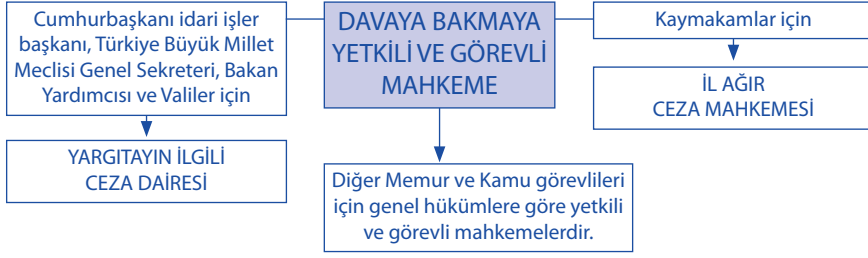 Cumhurbaşkanı idari işler
başkanı, Türkiye Büyük Millet
Meclisi Genel Sekreteri, Bakan
Yardımcısı ve Valiler için
YARGITAYIN İLGİLİ
CEZA DAİRESİ
DAVAYA BAKMAYA
YETKİLİ VE GÖREVLİ
MAHKEME
Diğer Memur ve Kamu görevlileri
için genel hükümlere göre yetkili
ve görevli mahkemelerdir.
Kaymakamlar için
İL AĞIR
CEZA MAHKEMESİ